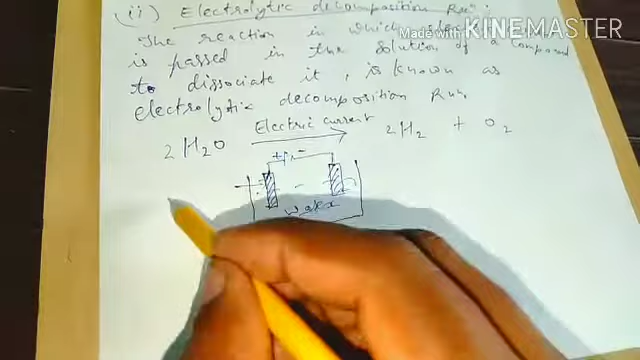 Made with KINEMASTER
(ii) Electrolytic decomposition Rxn:
The reaction in which
is passed in the solution of a compound
to dissociate it, is known as
electrolytic decomposition Rxn.
2H₂O Electric current → 2H₂ + O₂
+ -
+ -